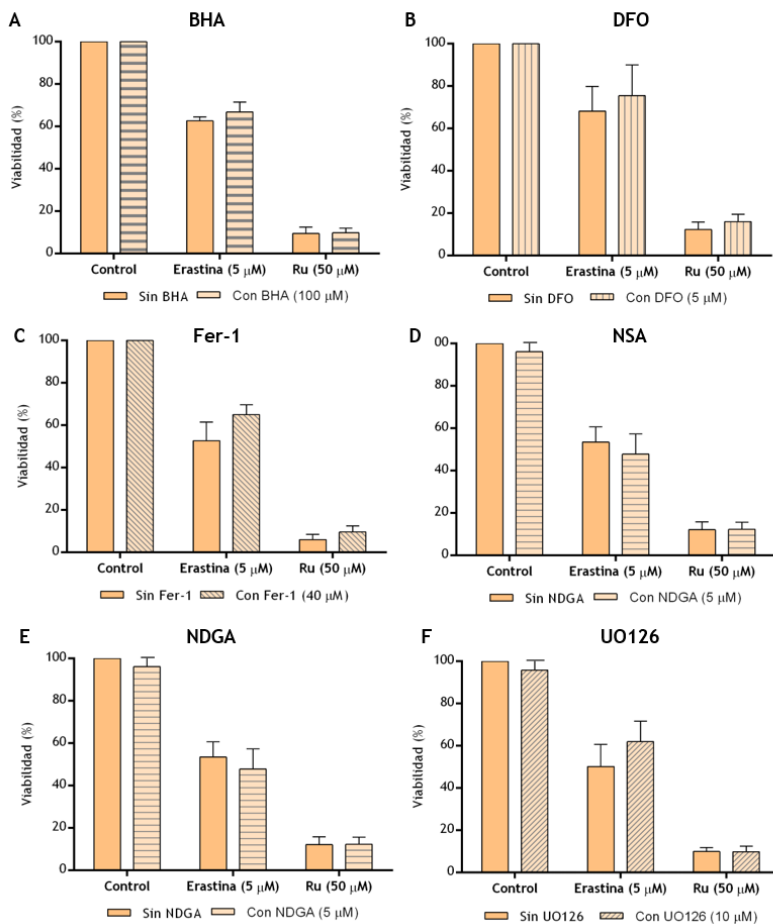 A BHA
Viabilidad (%)
100
80
60
40
20
0
Control Erastina (5 μM) Ru (50 μM)
Sin BHA Con BHA (100 μM)
B DFO
Viabilidad (%)
100
80
60
40
20
0
Control Erastina (5 μM) Ru (50 μM)
Sin DFO Con DFO (5 μM)
C Fer-1
Viabilidad (%)
100
80
60
40
20
0
Control Erastina (5 μM) Ru (50 μM)
Sin Fer-1 Con Fer-1 (40 μM)
D NSA
Viabilidad (%)
00
80
60
40
20
0
Control Erastina (5 μM) Ru (50 μM)
Sin NDGA Con NDGA (5 μM)
E NDGA
Viabilidad (%)
100
80
60
40
20
0
Control Erastina (5 μM) Ru (50 μM)
Sin NDGA Con NDGA (5 μM)
F UO126
Viabilidad (%)
100
80
60
40
20
0
Control Erastina (5 μM) Ru (50 μM)
Sin UO126 Con UO126 (10 μM)